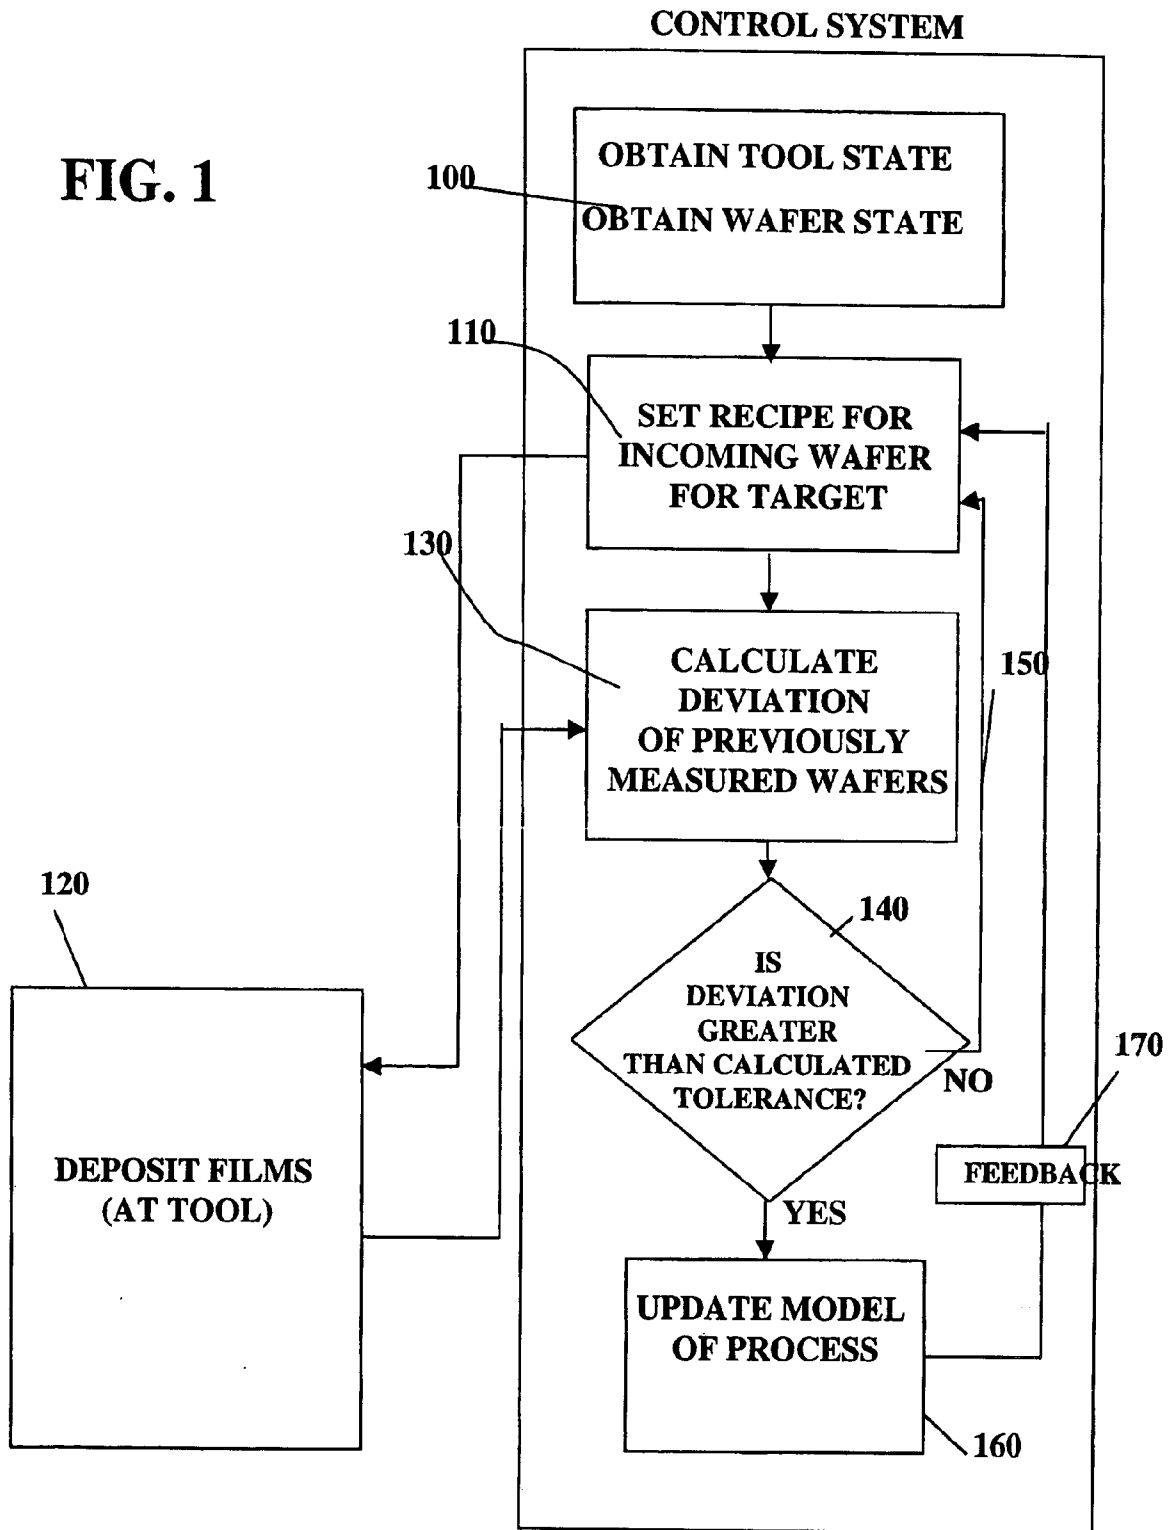 CONTROL SYSTEM
FIG. 1
100
OBTAIN TOOL STATE
OBTAIN WAFER STATE
110
SET RECIPE FOR
INCOMING WAFER
FOR TARGET
130
CALCULATE
DEVIATION
OF PREVIOUSLY
MEASURED WAFERS
150
120
140
IS
DEVIATION
GREATER
THAN CALCULATED
TOLERANCE?
NO
170
DEPOSIT FILMS
(AT TOOL)
FEEDBACK
YES
UPDATE MODEL
OF PROCESS
160